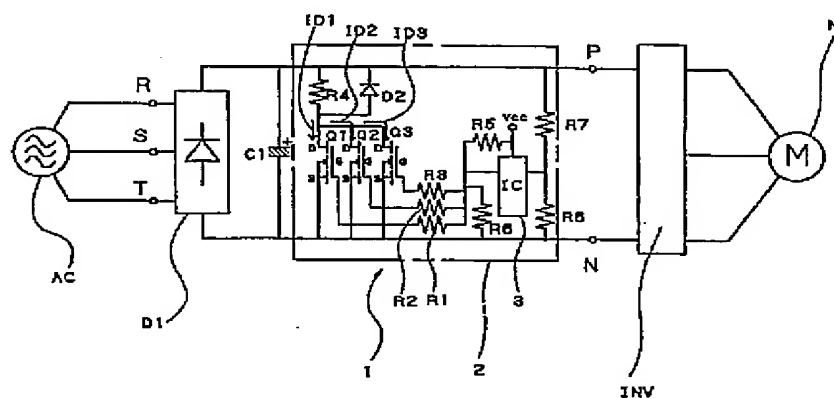 ID1 ID2 ID3 M
R S T
R4 D2
P
R7
Vcc
R5
C1 +
Q1 Q2 Q3
D D D
G G G
S S S
R3
IC
R6 R8
M
N
AC
D1
R2 R1 3
1 2
INV